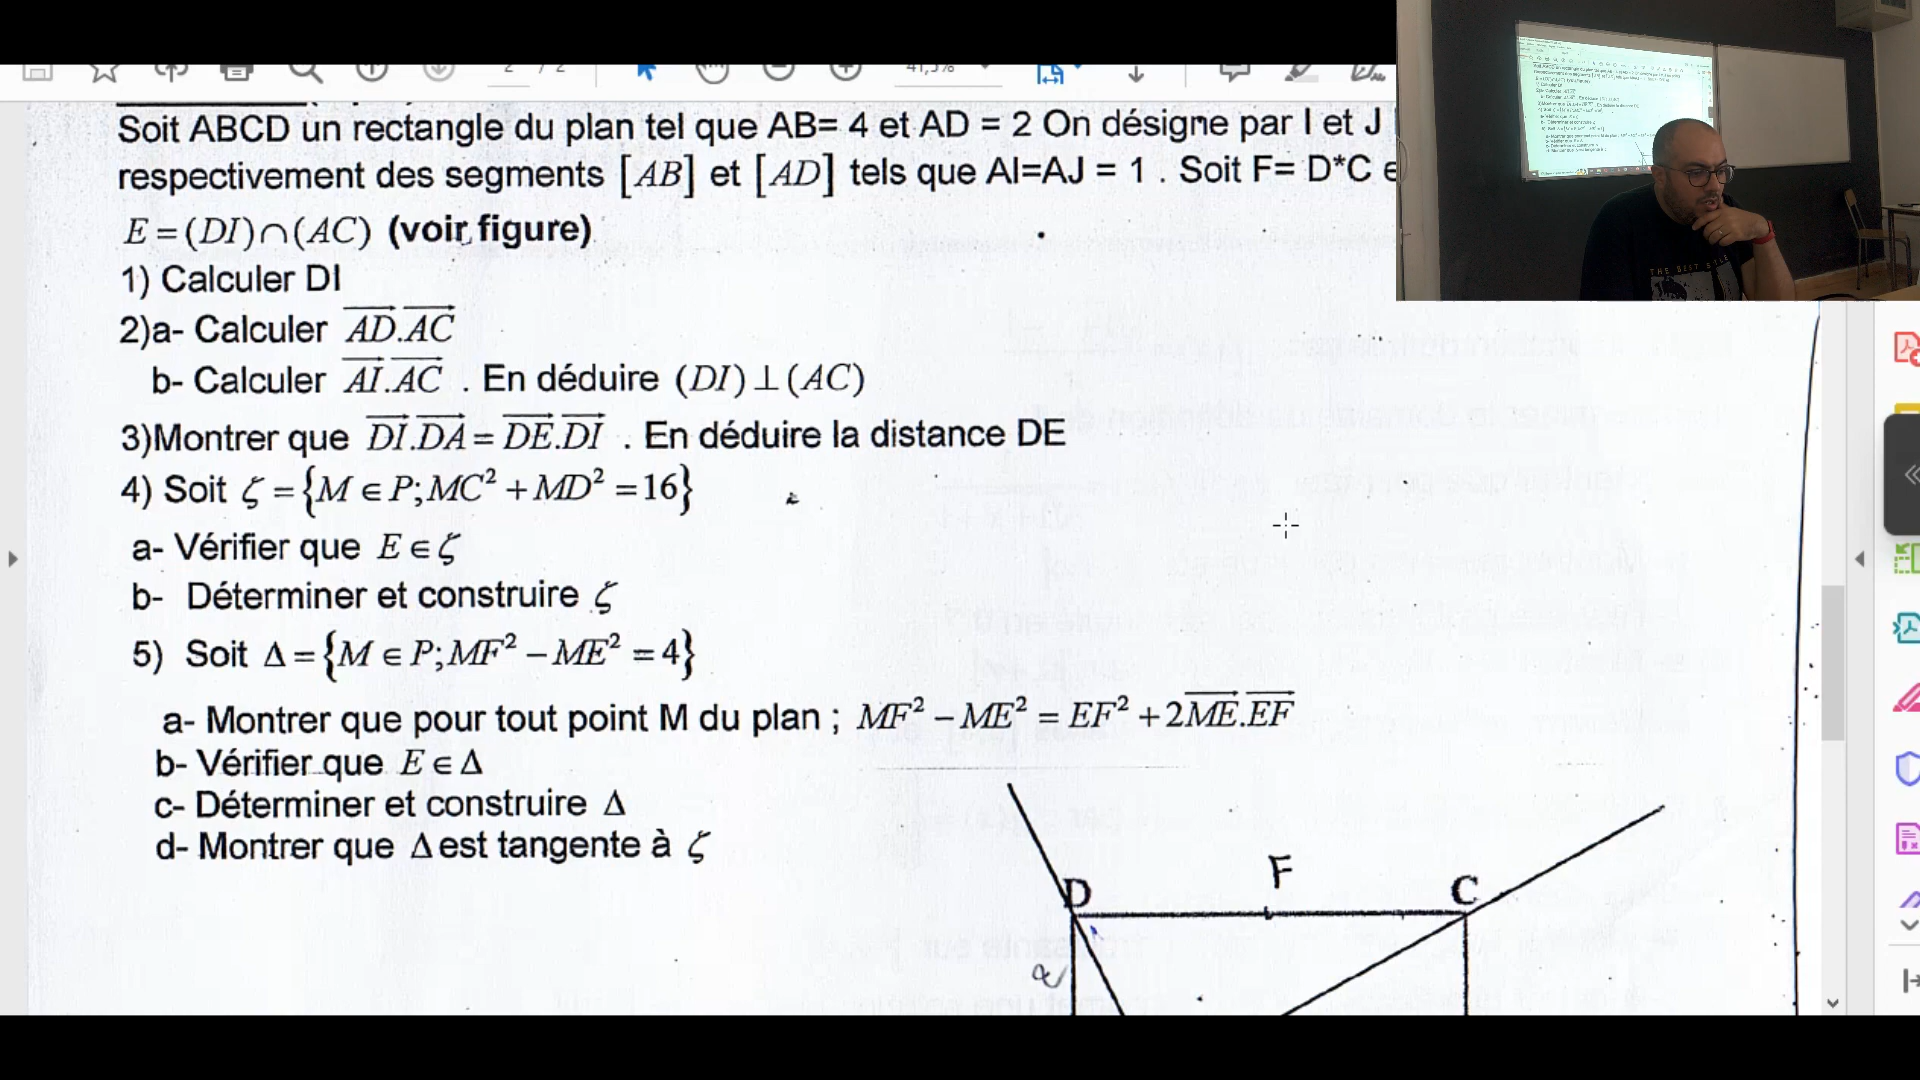 2 / 2
41,5%
Soit ABCD un rectangle du plan tel que AB= 4 et AD = 2 On désigne par I et J
respectivement des segments [AB] et [AD] tels que AI=AJ = 1 . Soit F= D*C e
E = (DI)∩(AC) (voir figure)
1) Calculer DI
2)a- Calculer AD.AC
b- Calculer AI.AC . En déduire (DI)⊥(AC)
3)Montrer que DI.DA = DE.DI . En déduire la distance DE
4) Soit ζ = {M ∈ P; MC² + MD² = 16}
a- Vérifier que E ∈ ζ
b- Déterminer et construire ζ
5) Soit Δ = {M ∈ P; MF² − ME² = 4}
a- Montrer que pour tout point M du plan ; MF² − ME² = EF² + 2ME.EF
b- Vérifier que E ∈ Δ
c- Déterminer et construire Δ
d- Montrer que Δ est tangente à ζ
F
D
C